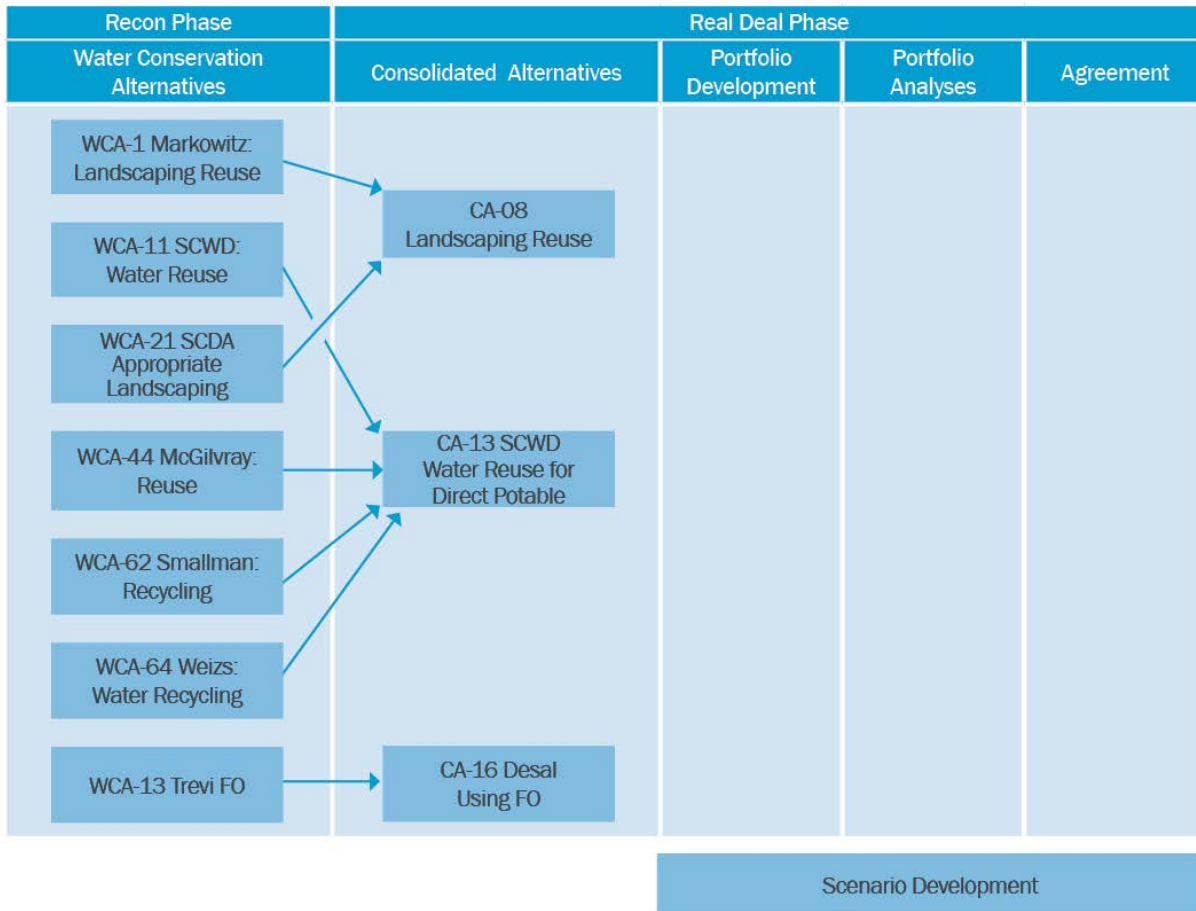 Recon Phase
Real Deal Phase
Water Conservation
Alternatives
Consolidated Alternatives
Portfolio
Development
Portfolio
Analyses
Agreement
WCA-1 Markowitz:
Landscaping Reuse
WCA-11 SCWD:
Water Reuse
WCA-21 SCDA
Appropriate
Landscaping
WCA-44 McGilvray:
Reuse
WCA-62 Smallman:
Recycling
WCA-64 Weizs:
Water Recycling
WCA-13 Trevi FO
CA-08
Landscaping Reuse
CA-13 SCWD
Water Reuse for
Direct Potable
CA-16 Desal
Using FO
Scenario Development